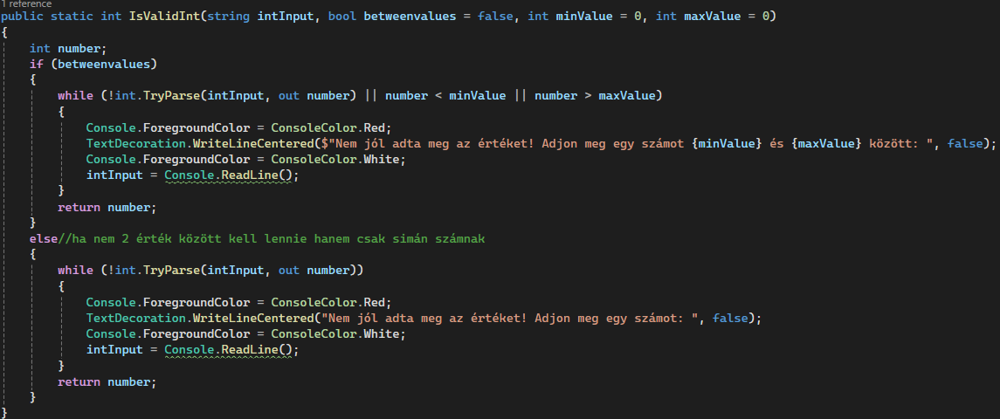 1 reference
public static int IsValidInt(string intInput, bool betweenvalues = false, int minValue = 0, int maxValue = 0)
{
int number;
if (betweenvalues)
{
while (!int.TryParse(intInput, out number) || number < minValue || number > maxValue)
{
Console.ForegroundColor = ConsoleColor.Red;
TextDecoration.WriteLineCentered($"Nem jól adta meg az értéket! Adjon meg egy számot {minValue} és {maxValue} között: ", false);
Console.ForegroundColor = ConsoleColor.White;
intInput = Console.ReadLine();
}
return number;
}
else//ha nem 2 érték között kell lennie hanem csak simán számnak
{
while (!int.TryParse(intInput, out number))
{
Console.ForegroundColor = ConsoleColor.Red;
TextDecoration.WriteLineCentered("Nem jól adta meg az értéket! Adjon meg egy számot: ", false);
Console.ForegroundColor = ConsoleColor.White;
intInput = Console.ReadLine();
}
return number;
}
}